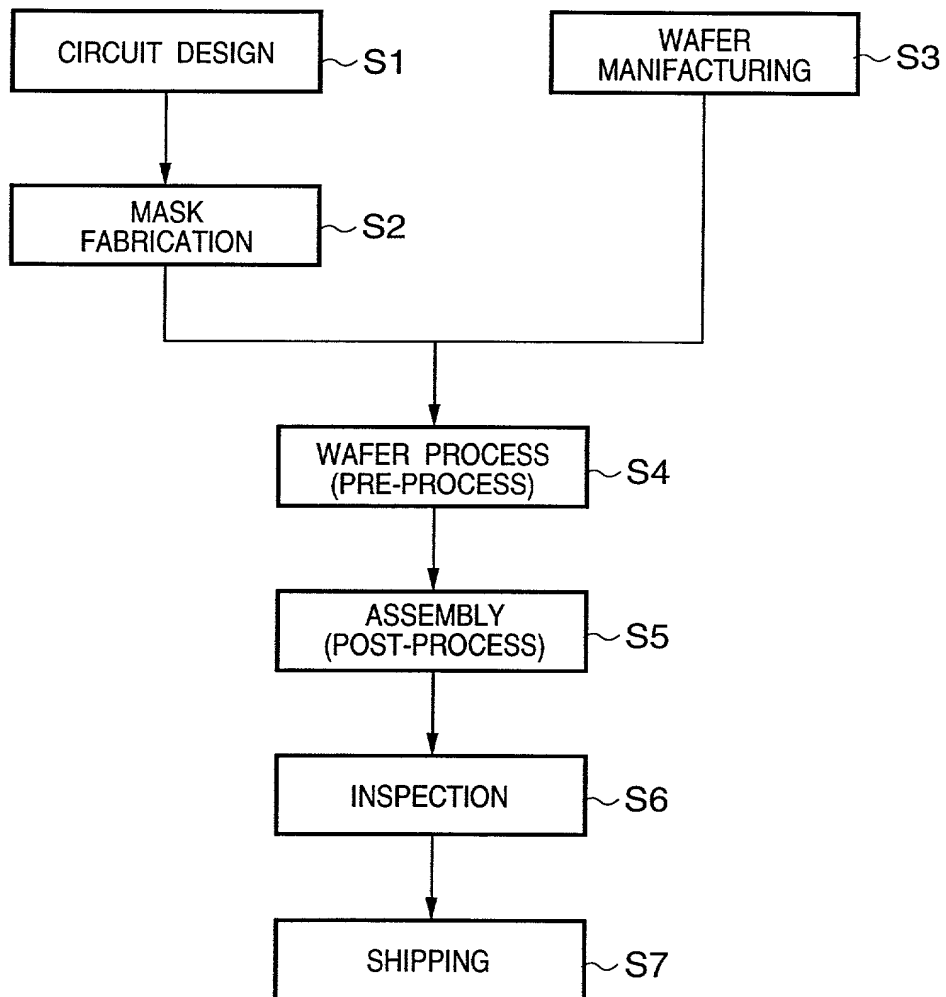 CIRCUIT DESIGN
S1
WAFER
MANIFACTURING
S3
MASK
FABRICATION
S2
WAFER PROCESS
(PRE-PROCESS)
S4
ASSEMBLY
(POST-PROCESS)
S5
INSPECTION
S6
SHIPPING
S7